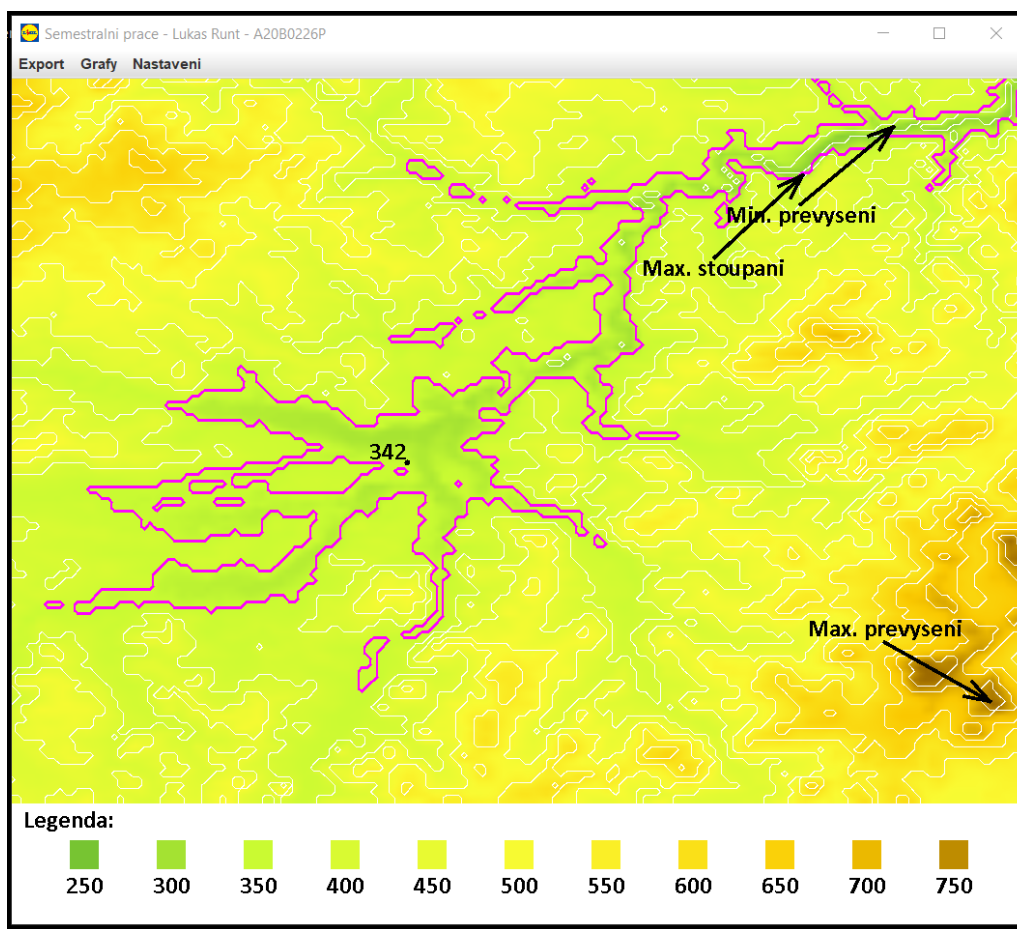 Semestralni prace - Lukas Runt - A20B0226P
Export Grafy Nastaveni
Min. prevyseni
Max. stoupani
342
Max. prevyseni
Legenda:
250 300 350 400 450 500 550 600 650 700 750